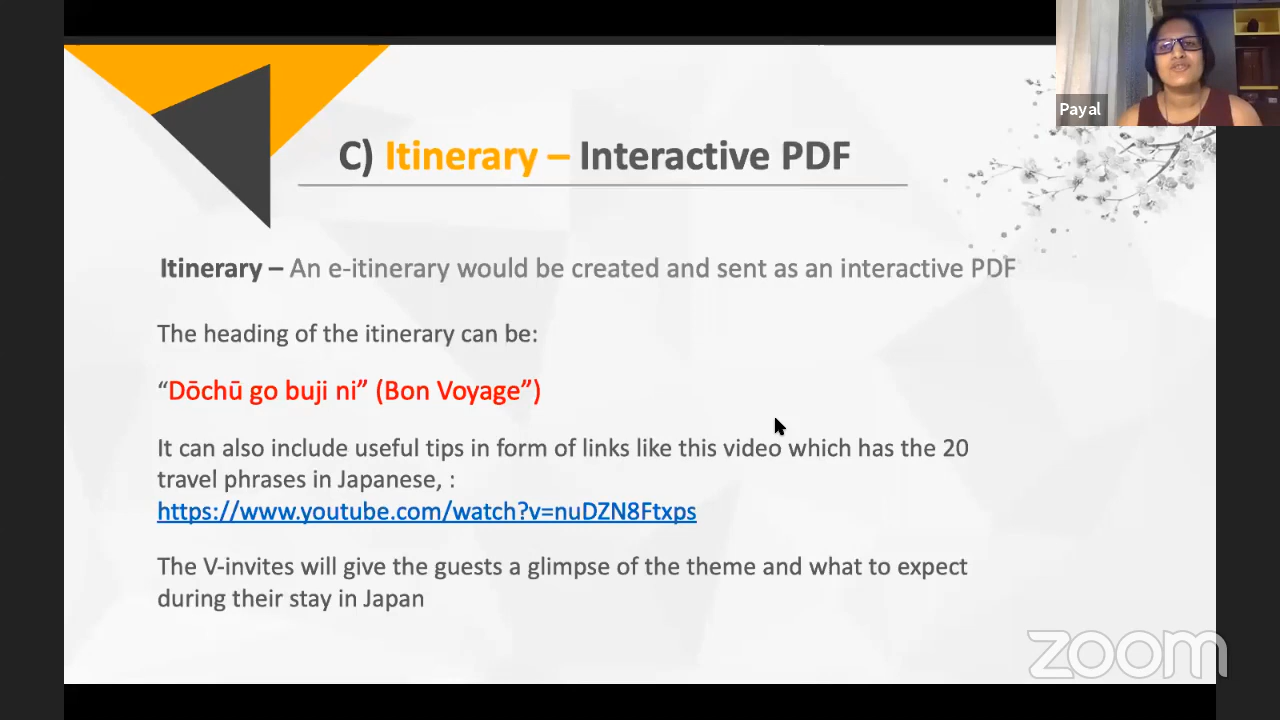 Payal
C) Itinerary – Interactive PDF
Itinerary – An e-itinerary would be created and sent as an interactive PDF
The heading of the itinerary can be:
“Dōchū go buji ni” (Bon Voyage”)
It can also include useful tips in form of links like this video which has the 20
travel phrases in Japanese, :
https://www.youtube.com/watch?v=nuDZN8Ftxps
The V-invites will give the guests a glimpse of the theme and what to expect
during their stay in Japan
zoom